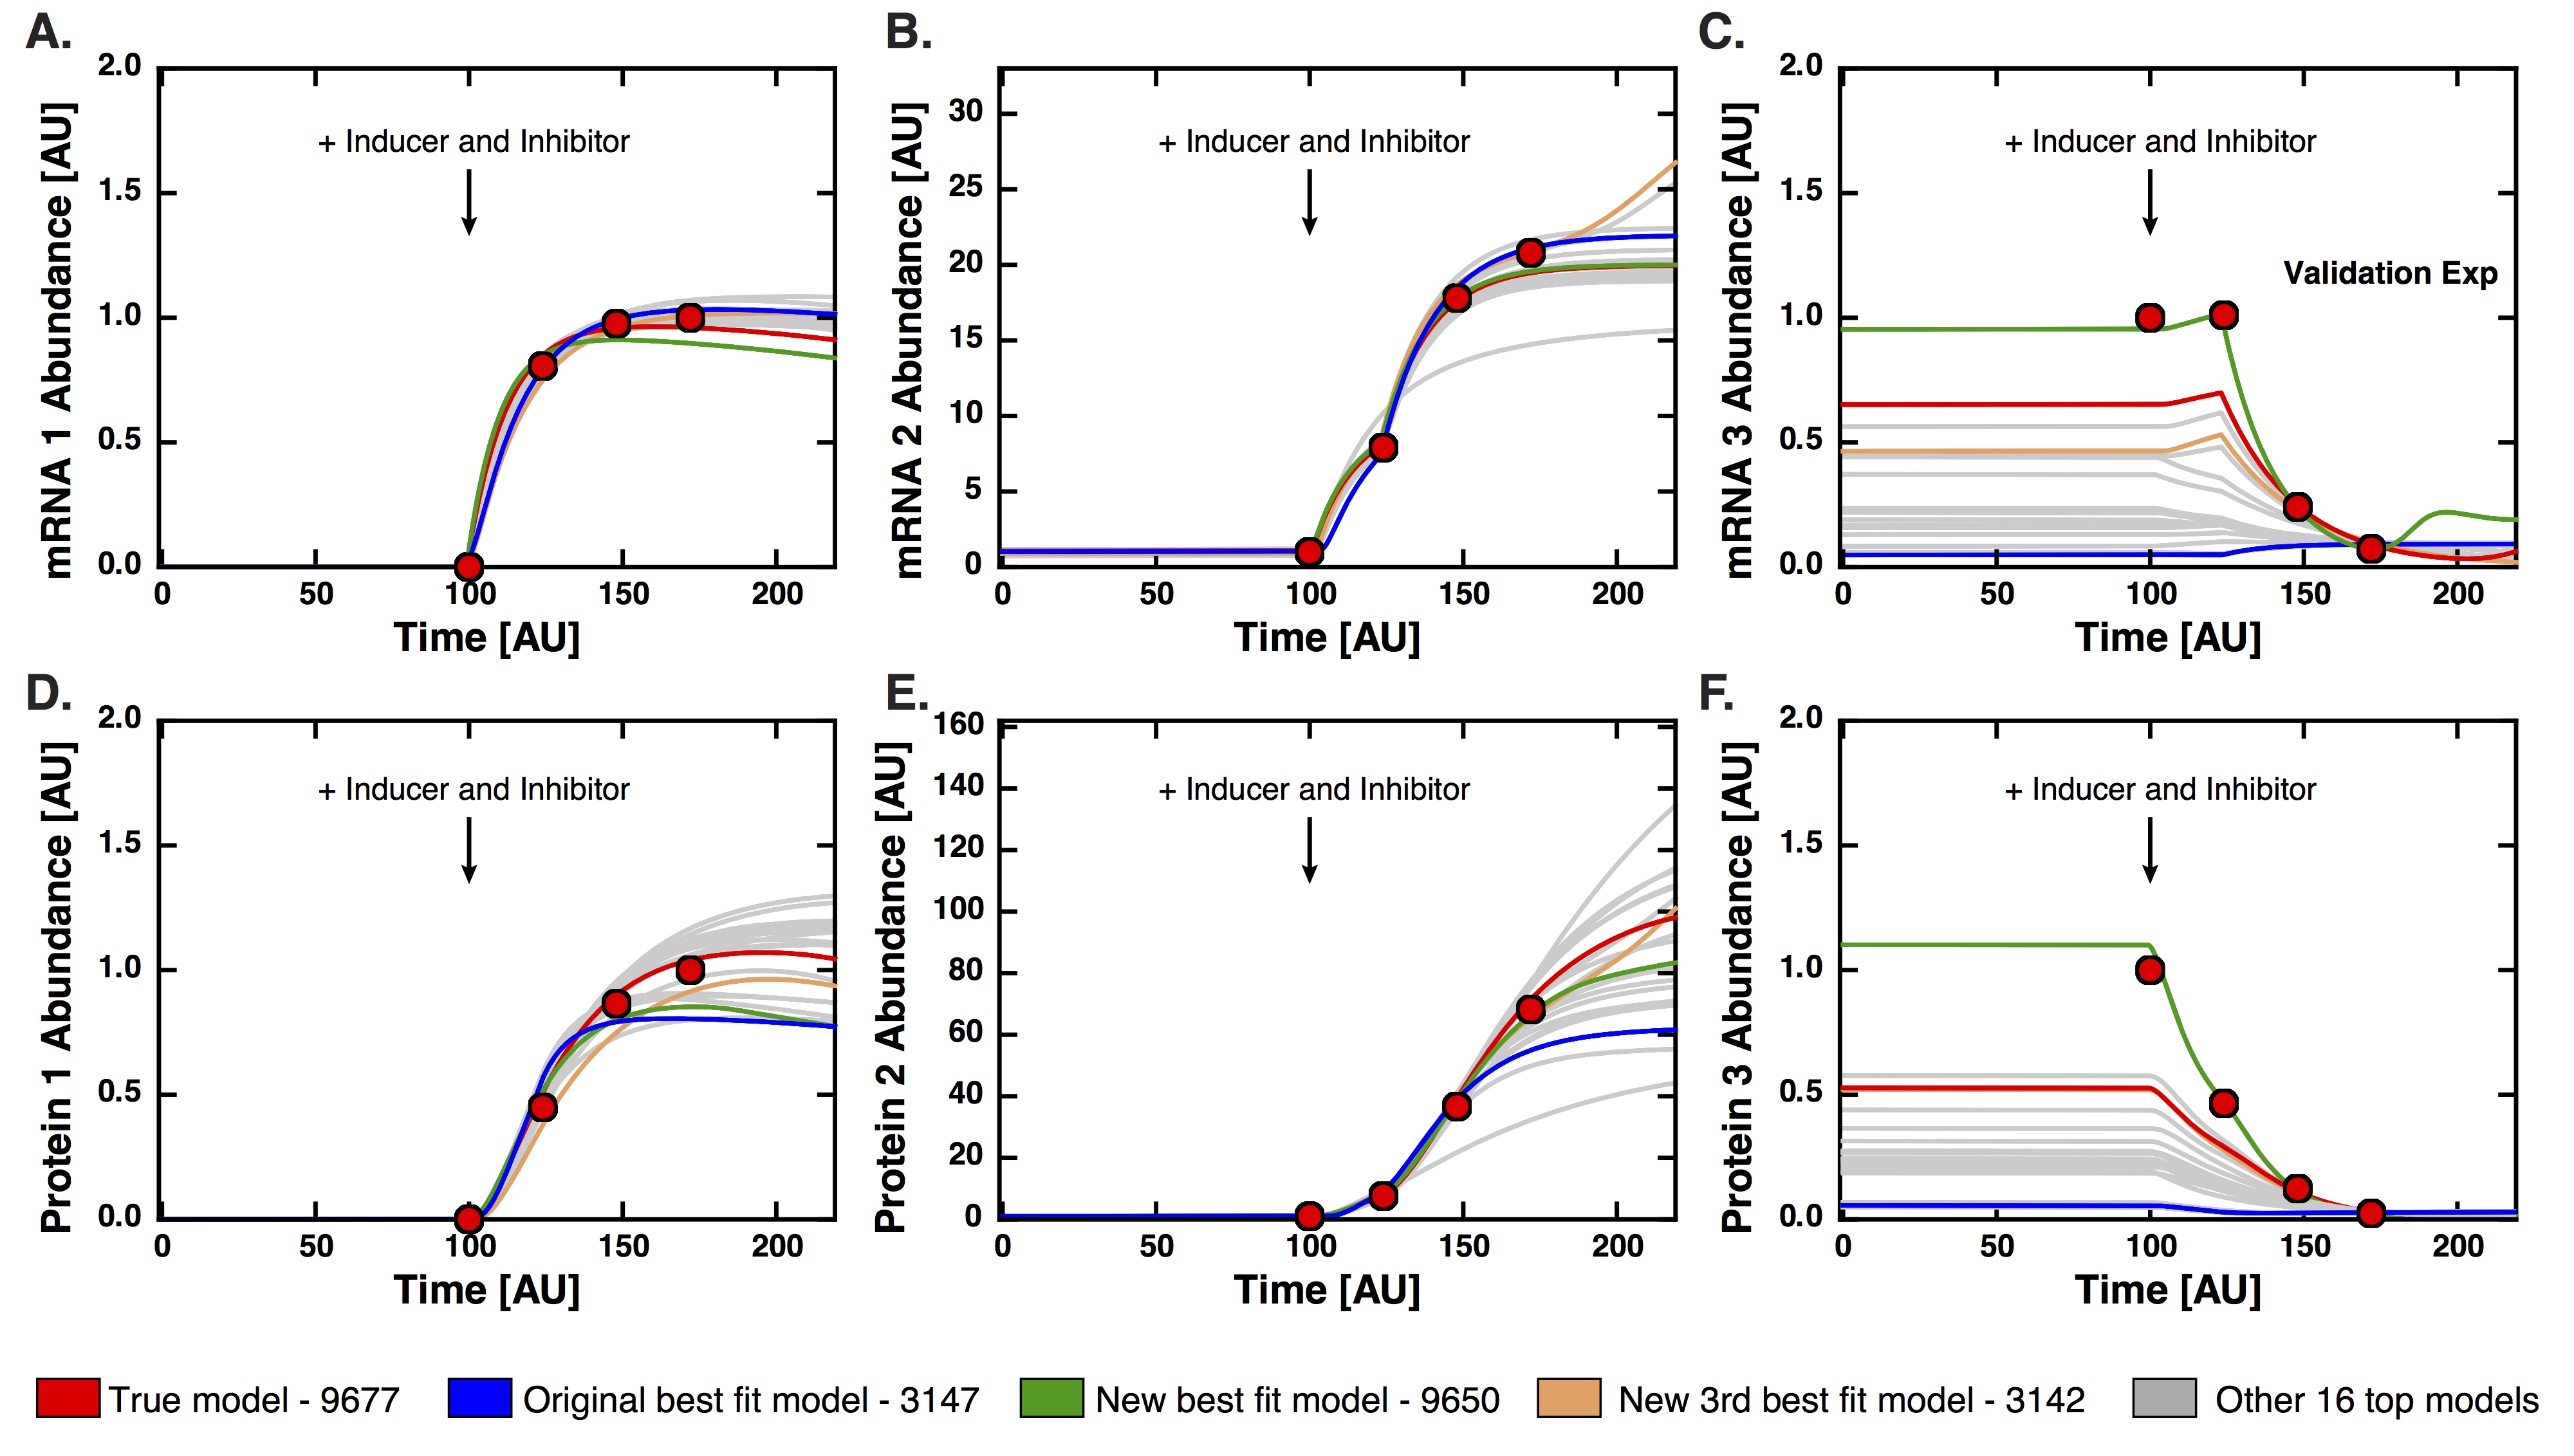 A.
mRNA 1 Abundance [AU]
2.0
1.5
1.0
0.5
0.0
+ Inducer and Inhibitor
0 50 100 150 200
Time [AU]
B.
mRNA 2 Abundance [AU]
30
25
20
15
10
5
0
+ Inducer and Inhibitor
0 50 100 150 200
Time [AU]
C.
mRNA 3 Abundance [AU]
2.0
1.5
1.0
0.5
0.0
+ Inducer and Inhibitor
Validation Exp
0 50 100 150 200
Time [AU]
D.
Protein 1 Abundance [AU]
2.0
1.5
1.0
0.5
0.0
+ Inducer and Inhibitor
0 50 100 150 200
Time [AU]
E.
Protein 2 Abundance [AU]
160
140
120
100
80
60
40
20
0
+ Inducer and Inhibitor
0 50 100 150 200
Time [AU]
F.
Protein 3 Abundance [AU]
2.0
1.5
1.0
0.5
0.0
+ Inducer and Inhibitor
0 50 100 150 200
Time [AU]
True model - 9677
Original best fit model - 3147
New best fit model - 9650
New 3rd best fit model - 3142
Other 16 top models